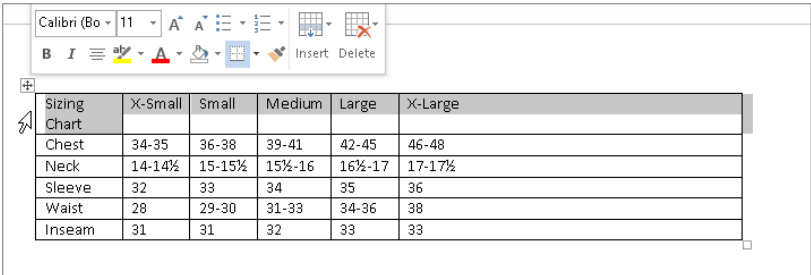 Calibri (Bo 11 A A
B I ab A Insert Delete
Sizing Chart X-Small Small Medium Large X-Large
Chest 34-35 36-38 39-41 42-45 46-48
Neck 14-14½ 15-15½ 15½-16 16½-17 17-17½
Sleeve 32 33 34 35 36
Waist 28 29-30 31-33 34-36 38
Inseam 31 31 32 33 33